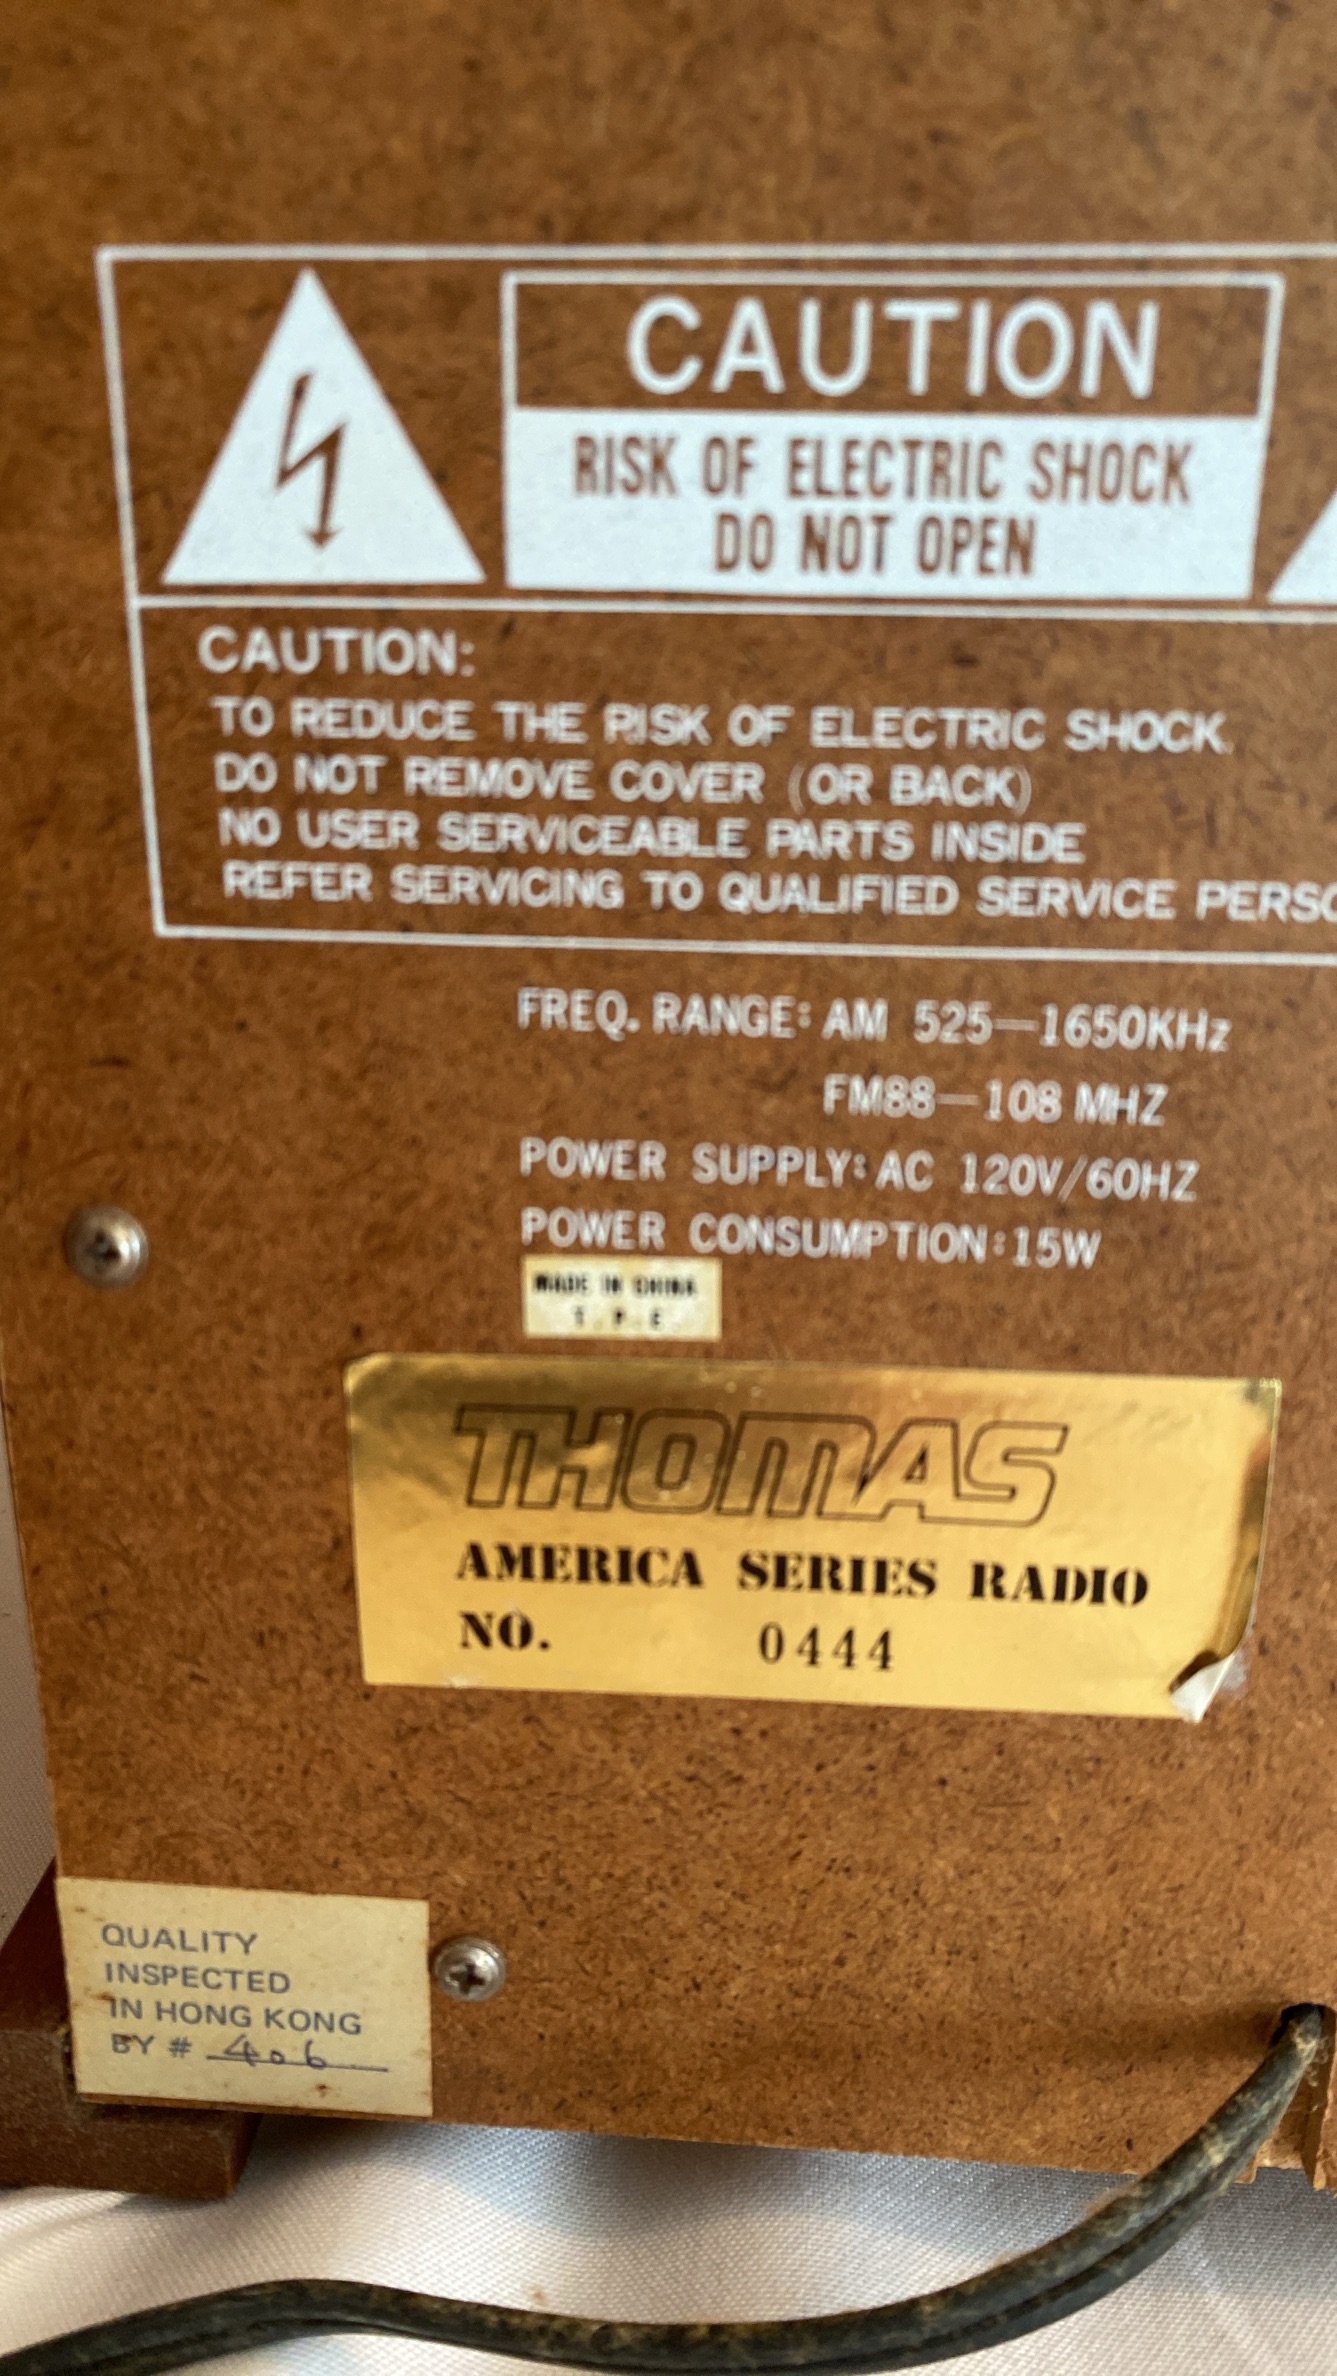 CAUTION
RISK OF ELECTRIC SHOCK
DO NOT OPEN
CAUTION:
TO REDUCE THE RISK OF ELECTRIC SHOCK.
DO NOT REMOVE COVER (OR BACK)
NO USER SERVICEABLE PARTS INSIDE
REFER SERVICING TO QUALIFIED SERVICE PERSO
FREQ. RANGE: AM 525—1650KHz
FM88—108 MHZ
POWER SUPPLY: AC 120V/60HZ
POWER CONSUMPTION:15W
MADE IN CHINA
T. P. E.
THOMAS
AMERICA SERIES RADIO
NO. 0444
QUALITY
INSPECTED
IN HONG KONG
BY # 406